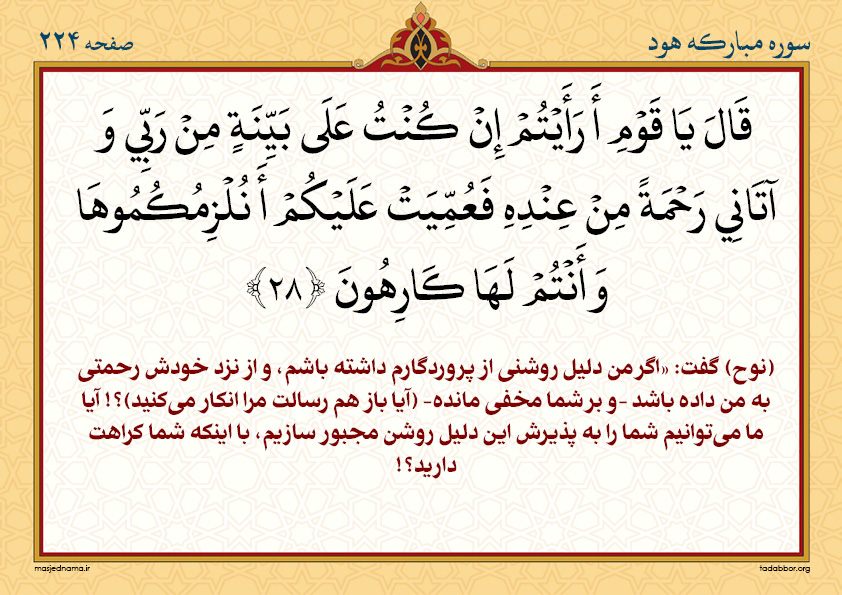 سوره مبارکه هود
صفحه ۲۲۴
قَالَ يَا قَوْمِ أَ رَأَيْتُمْ إِنْ كُنْتُ عَلَى بَيِّنَةٍ مِنْ رَبِّي وَ
آتَانِي رَحْمَةً مِنْ عِنْدِهِ فَعُمِّيَتْ عَلَيْكُمْ أَ نُلْزِمُكُمُوهَا
وَ أَنْتُمْ لَهَا كَارِهُونَ ﴿۲۸﴾
(نوح) گفت: «اگر من دلیل روشنی از پروردگارم داشته باشم، و از نزد خودش رحمتی
به من داده باشد -و بر شما مخفی مانده- (آیا باز هم رسالت مرا انکار می‌کنید)؟! آیا
ما می‌توانیم شما را به پذیرش این دلیل روشن مجبور سازیم، با اینکه شما کراهت
دارید؟!
masjednama.ir
tadabbor.org